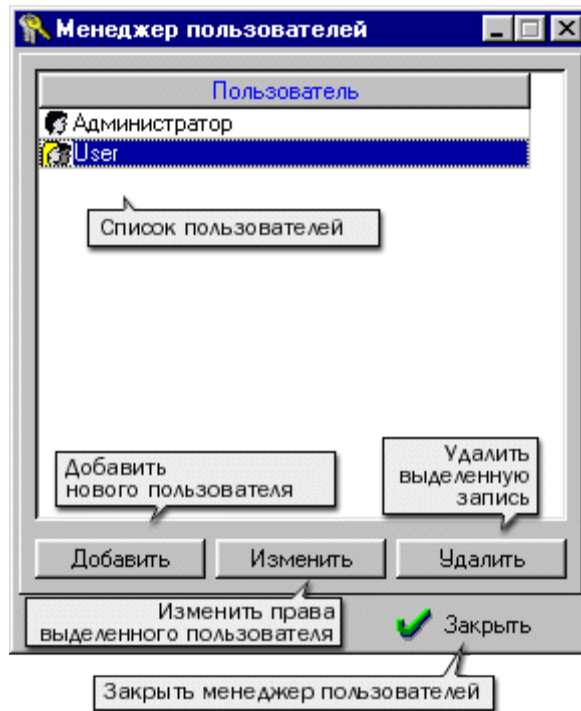 Менеджер пользователей
Пользователь
Администратор
User
Список пользователей
Добавить
нового пользователя
Удалить
выделенную
запись
Добавить
Изменить
Удалить
Изменить права
выделенного пользователя
Закрыть
Закрыть менеджер пользователей